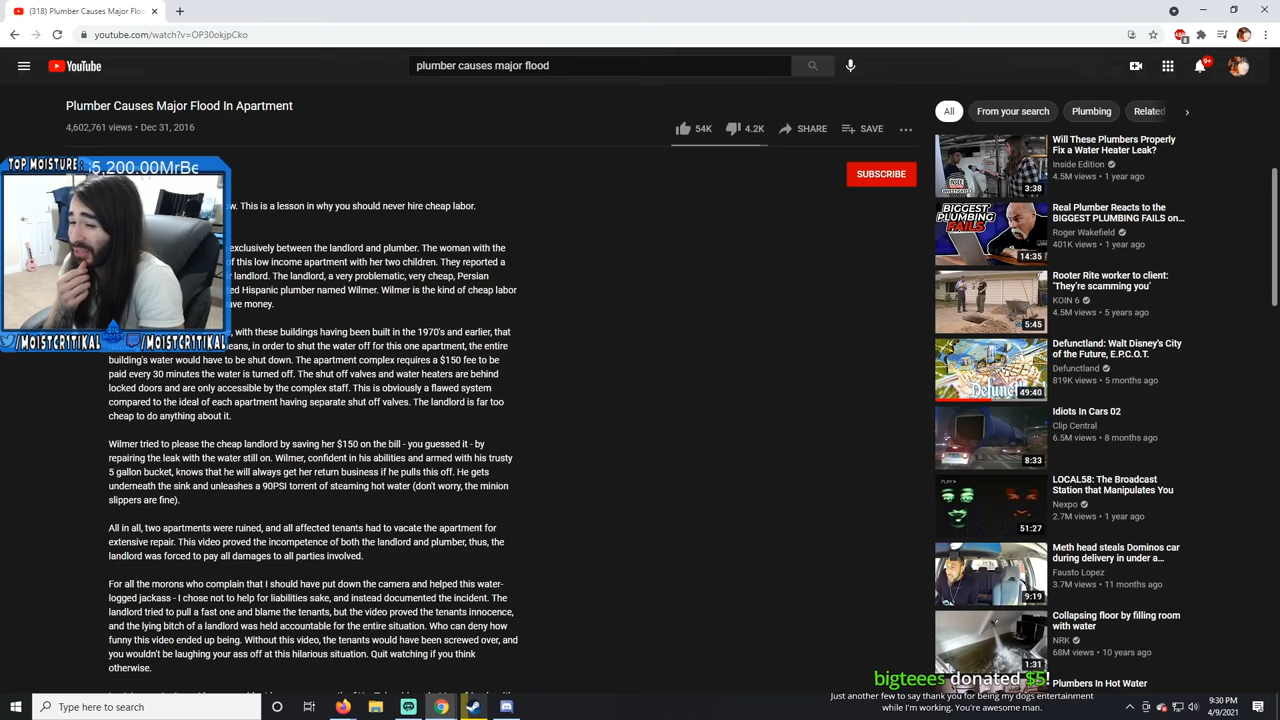 (318) Plumber Causes Major Floo
youtube.com/watch?v=OP30okjpCko
YouTube
plumber causes major flood
9+
Plumber Causes Major Flood In Apartment
4,602,761 views • Dec 31, 2016
54K
4.2K
SHARE
SAVE
SUBSCRIBE
TOP MOISTURE:
5,200.00MrBe
w. This is a lesson in why you should never hire cheap labor.
exclusively between the landlord and plumber. The woman with the
of this low income apartment with her two children. They reported a
r landlord. The landlord, a very problematic, very cheap, Persian
ed Hispanic plumber named Wilmer. Wilmer is the kind of cheap labor
ave money.
, with these buildings having been built in the 1970's and earlier, that
eans, in order to shut the water off for this one apartment, the entire
building's water would have to be shut down. The apartment complex requires a $150 fee to be
paid every 30 minutes the water is turned off. The shut off valves and water heaters are behind
locked doors and are only accessible by the complex staff. This is obviously a flawed system
compared to the ideal of each apartment having separate shut off valves. The landlord is far too
cheap to do anything about it.
Wilmer tried to please the cheap landlord by saving her $150 on the bill - you guessed it - by
repairing the leak with the water still on. Wilmer, confident in his abilities and armed with his trusty
5 gallon bucket, knows that he will always get her return business if he pulls this off. He gets
underneath the sink and unleashes a 90PSI torrent of steaming hot water (don't worry, the minion
slippers are fine).
All in all, two apartments were ruined, and all affected tenants had to vacate the apartment for
extensive repair. This video proved the incompetence of both the landlord and plumber, thus, the
landlord was forced to pay all damages to all parties involved.
For all the morons who complain that I should have put down the camera and helped this water-
logged jackass - I chose not to help for liabilities sake, and instead documented the incident. The
landlord tried to pull a fast one and blame the tenants, but the video proved the tenants innocence,
and the lying bitch of a landlord was held accountable for the entire situation. Who can deny how
funny this video ended up being. Without this video, the tenants would have been screwed over, and
you wouldn't be laughing your ass off at this hilarious situation. Quit watching if you think
otherwise.
/MOISTCR1TIKAL
BIG MOIST
/MOISTCR1TIKAL
All
From your search
Plumbing
Related
Will These Plumbers Properly
Fix a Water Heater Leak?
Inside Edition
4.5M views • 1 year ago
3:38
BIGGEST
PLUMBING
FAILS
Real Plumber Reacts to the
BIGGEST PLUMBING FAILS on...
Roger Wakefield
401K views • 1 year ago
14:35
Rooter Rite worker to client:
'They're scamming you'
KOIN 6
4.5M views • 5 years ago
5:45
Defunctland: Walt Disney's City
of the Future, E.P.C.O.T.
Defunctland
819K views • 5 months ago
49:40
Idiots In Cars 02
Clip Central
6.5M views • 8 months ago
8:33
PLAY
LOCAL58: The Broadcast
Station that Manipulates You
Nexpo
2.7M views • 1 year ago
51:27
Meth head steals Dominos car
during delivery in under a...
Fausto Lopez
3.7M views • 11 months ago
9:19
Collapsing floor by filling room
with water
NRK
68M views • 10 years ago
1:31
Plumbers In Hot Water
bigteees donated $5!
Just another few to say thank you for being my dogs entertainment
while I'm working. You're awesome man.
Type here to search
9:30 PM
4/9/2021